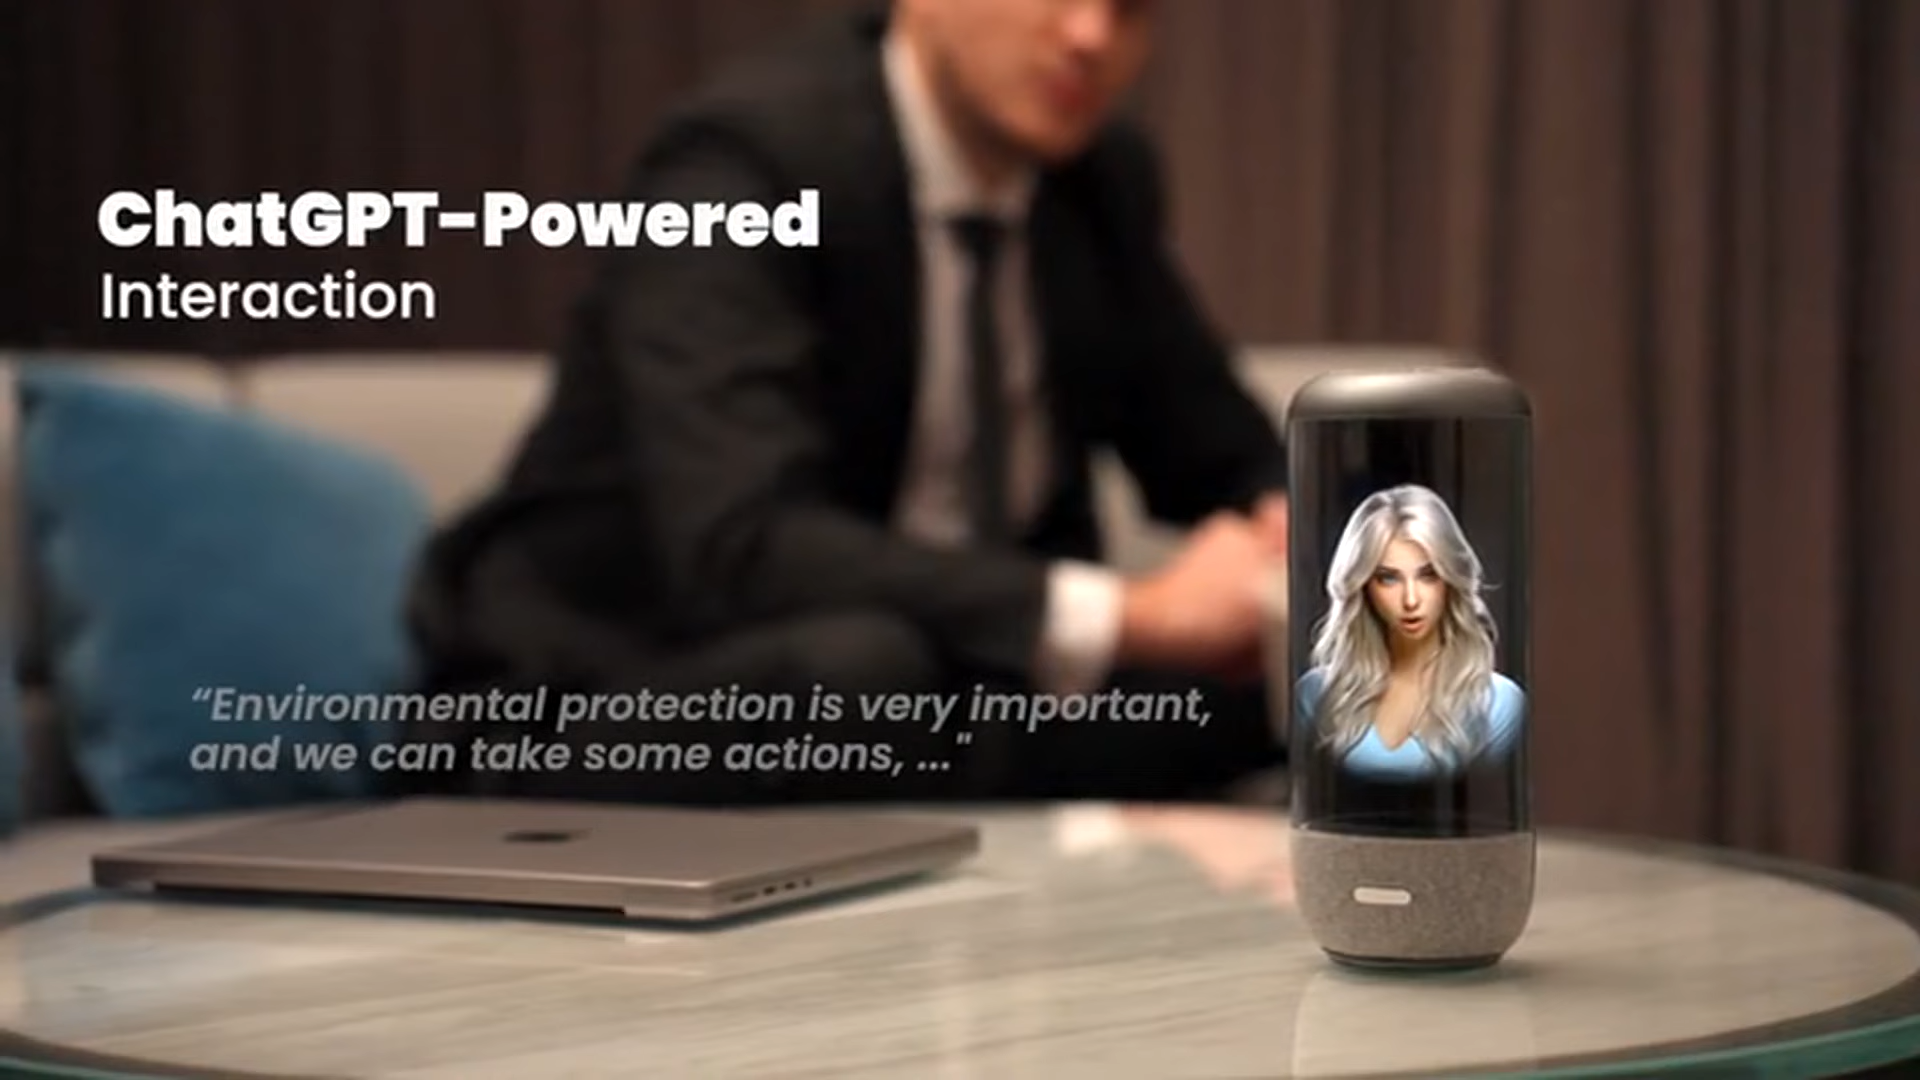 ChatGPT-Powered
Interaction
“Environmental protection is very important,
and we can take some actions, ..."